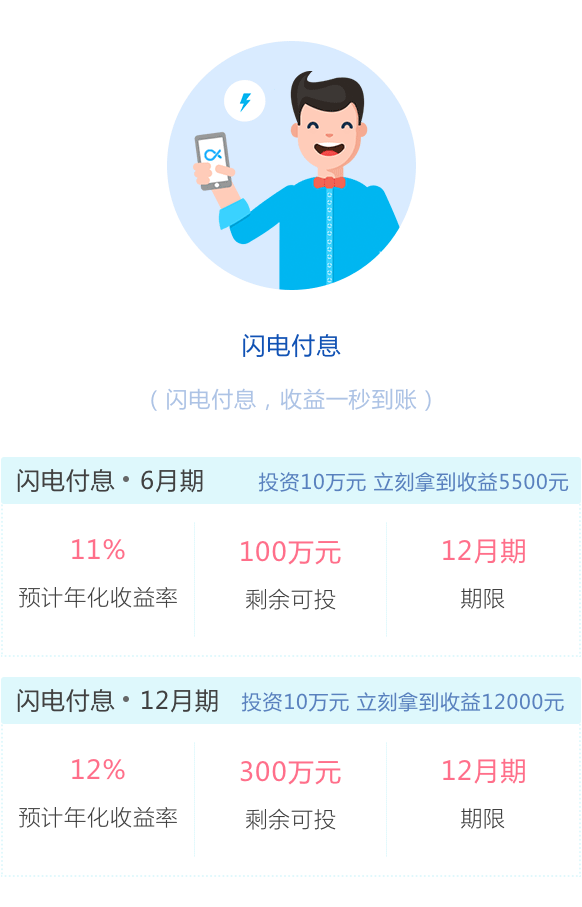 闪电付息
（ 闪电付息，收益一秒到账 ）
闪电付息 • 6月期 投资10万元 立刻拿到收益5500元
11% 100万元 12月期
预计年化收益率 剩余可投 期限
闪电付息 • 12月期 投资10万元 立刻拿到收益12000元
12% 300万元 12月期
预计年化收益率 剩余可投 期限